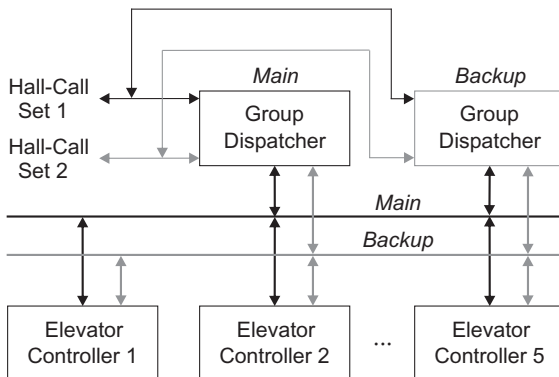 Main
Backup
Hall-Call
Set 1
Group
Dispatcher
Group
Dispatcher
Hall-Call
Set 2
Main
Backup
Elevator
Controller 1
Elevator
Controller 2
...
Elevator
Controller 5